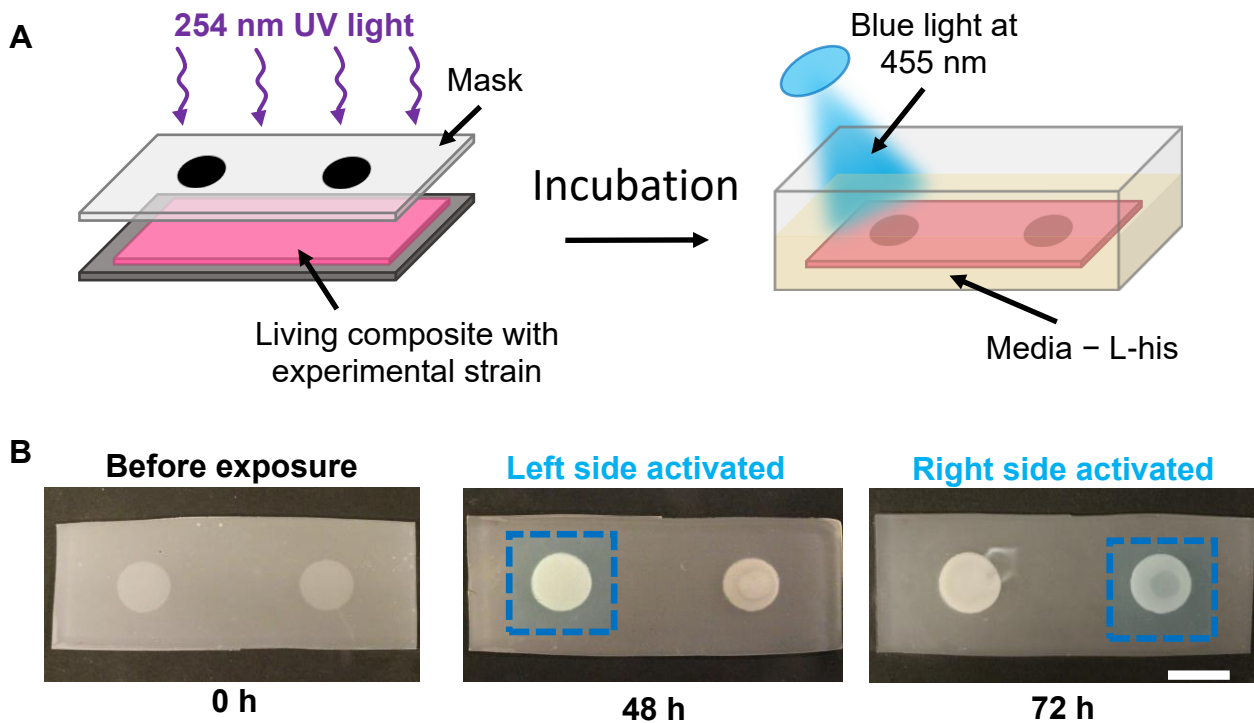 A
254 nm UV light
Mask
Blue light at
455 nm
Incubation
Living composite with
experimental strain
Media − L-his
B
Before exposure
Left side activated
Right side activated
0 h
48 h
72 h